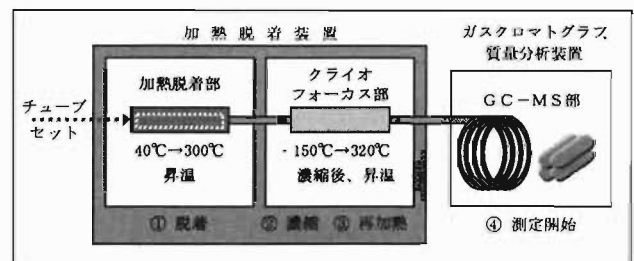 加熱脱着装置
ガスクロマトグラフ
質量分析装置
加熱脱着部
クライオ
フォーカス部
GC-MS部
チューブ
セット
40℃→300℃
昇温
-150℃→320℃
濃縮後、昇温
① 脱着
② 濃縮
③ 再加熱
④ 測定開始